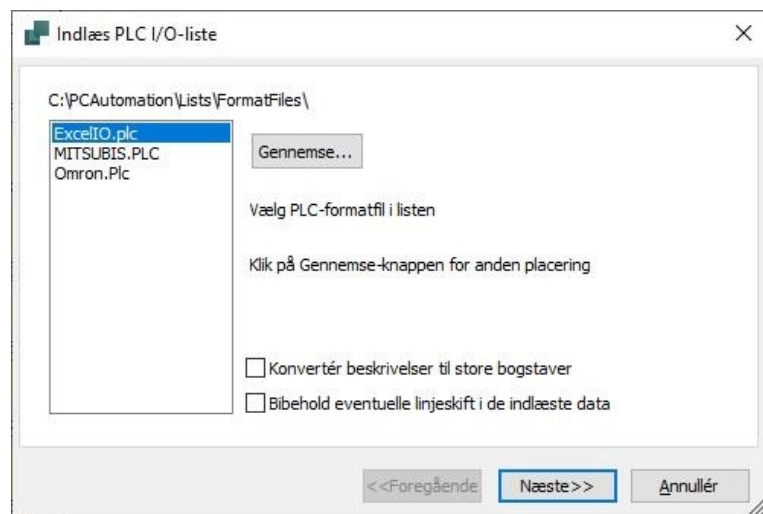 Indlæs PLC I/O-liste
C:\PCAutomation\Lists\FormatFiles\
ExcelIO.plc
MITSUBIS.PLC
Omron.Plc
Gennemse...
Vælg PLC-formatfil i listen
Klik på Gennemse-knappen for anden placering
Konvertér beskrivelser til store bogstaver
Bibehold eventuelle linjeskift i de indlæste data
<<Foregående
Næste>>
Annullér